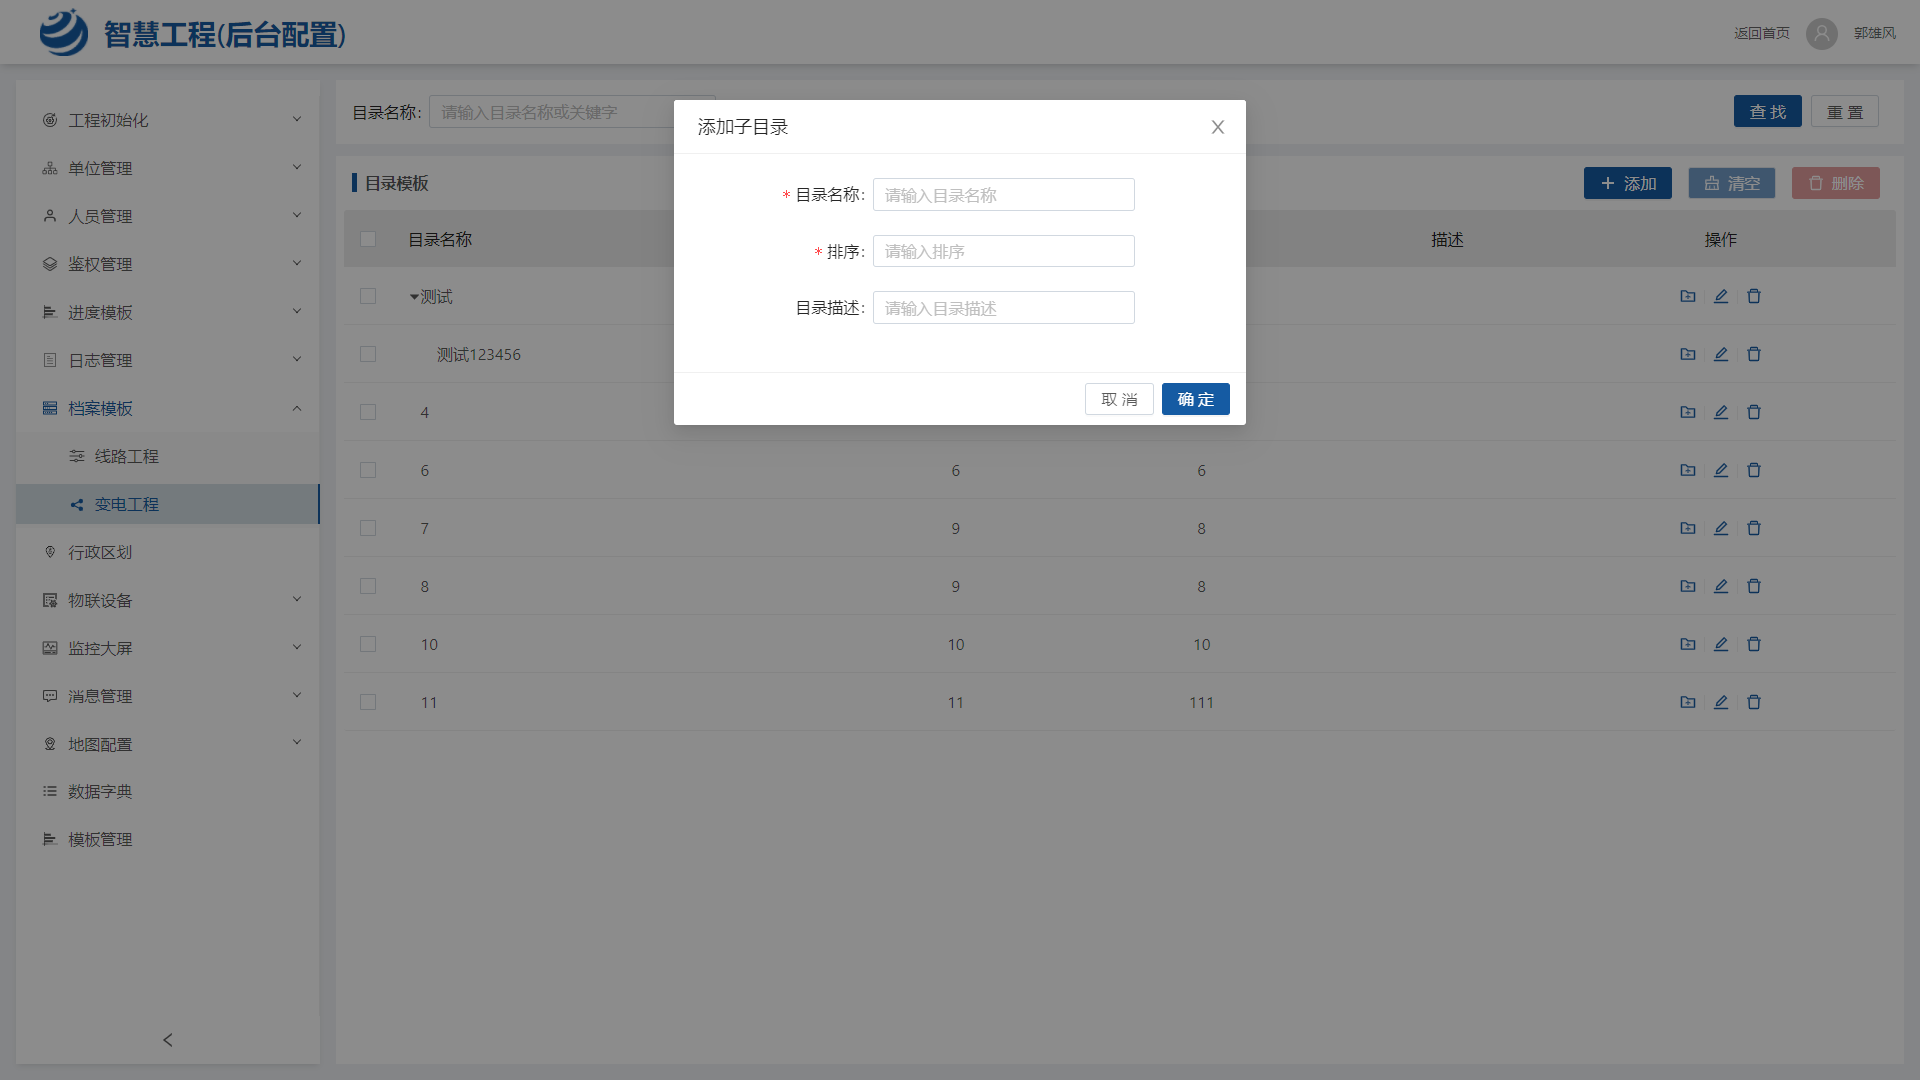 智慧工程(后台配置)
返回首页
郭雄风
工程初始化
单位管理
人员管理
鉴权管理
进度模板
日志管理
档案模板
线路工程
变电工程
行政区划
物联设备
监控大屏
消息管理
地图配置
数据字典
模板管理
目录名称: 请输入目录名称或关键字
查 找 重 置
目录模板
添加 清空 删除
目录名称 描述 操作
测试
测试123456
4
6 6 6
7 9 8
8 9 8
10 10 10
11 11 111
添加子目录
* 目录名称: 请输入目录名称
* 排序: 请输入排序
目录描述: 请输入目录描述
取 消 确 定